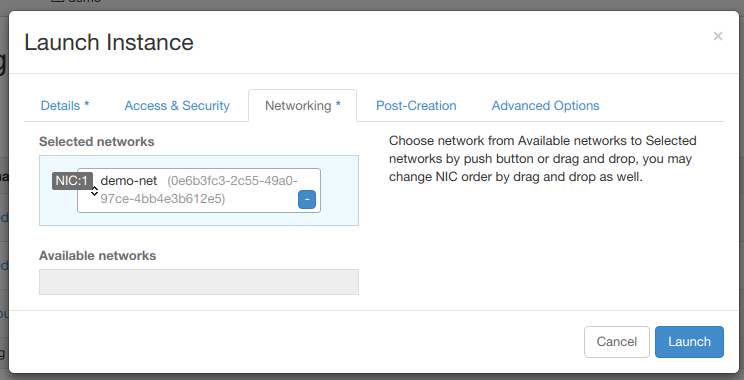 demo
Launch Instance
×
Details *
Access & Security
Networking *
Post-Creation
Advanced Options
Selected networks
NIC:1
demo-net (0e6b3fc3-2c55-49a0-
97ce-4bb4e3b612e5)
-
Available networks
Choose network from Available networks to Selected
networks by push button or drag and drop, you may
change NIC order by drag and drop as well.
Cancel
Launch